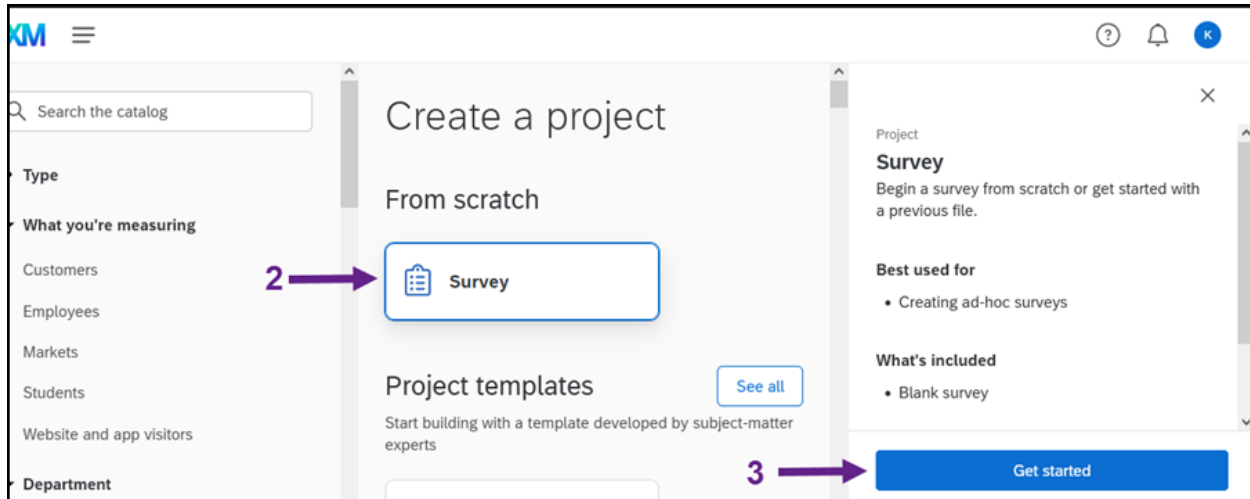 XM
?
K
Search the catalog
Type
What you're measuring
Customers
Employees
Markets
Students
Website and app visitors
Department
Create a project
From scratch
2
Survey
Project templates
See all
Start building with a template developed by subject-matter
experts
Project
Survey
Begin a survey from scratch or get started with
a previous file.
Best used for
• Creating ad-hoc surveys
What's included
• Blank survey
3
Get started